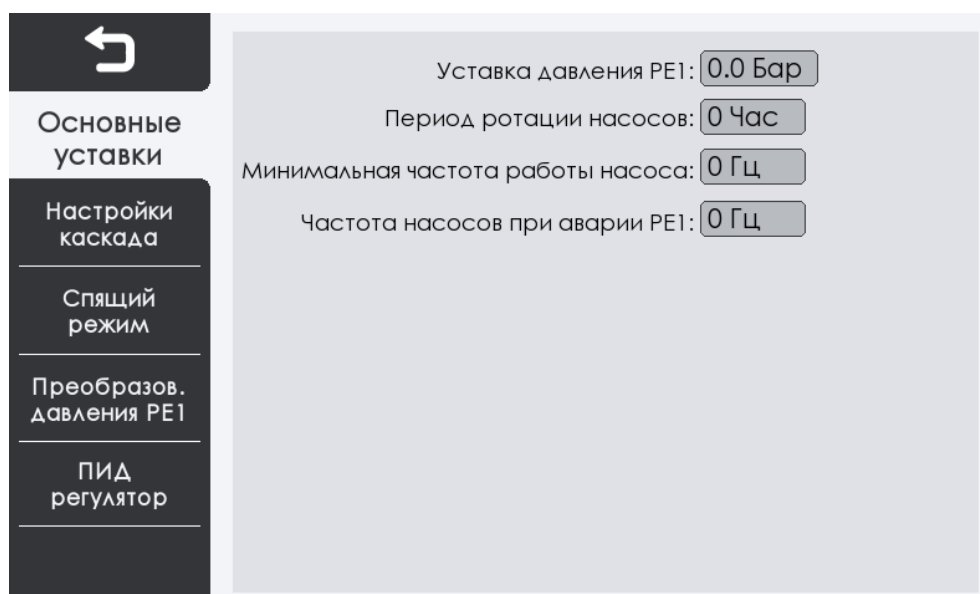 Основные
уставки
Настройки
каскада
Спящий
режим
Преобразов.
давления PE1
ПИД
регулятор
Уставка давления PE1: 0.0 Бар
Период ротации насосов: 0 Час
Минимальная частота работы насоса: 0 Гц
Частота насосов при аварии PE1: 0 Гц